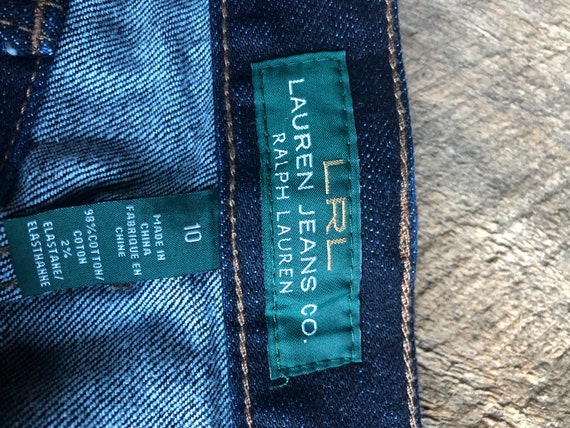 LRL
LAUREN JEANS CO.
RALPH LAUREN
10
MADE IN
CHINA
FABRIQUE EN
CHINE
98% COTTON/
COTON
2%
ELASTANE/
ELASTHANNE